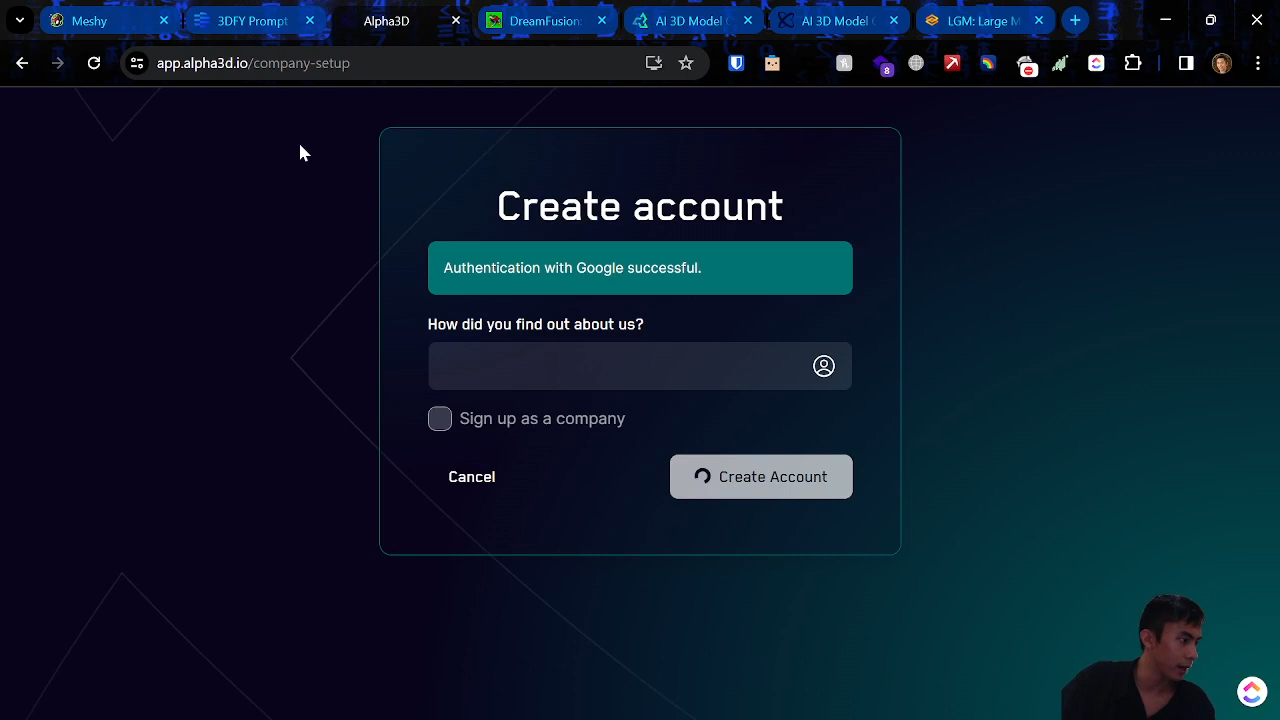 Meshy
3DFY Prompt
Alpha3D
DreamFusion:
AI 3D Model C
AI 3D Model C
LGM: Large M
app.alpha3d.io/company-setup
8
Create account
Authentication with Google successful.
How did you find out about us?
Sign up as a company
Cancel
Create Account